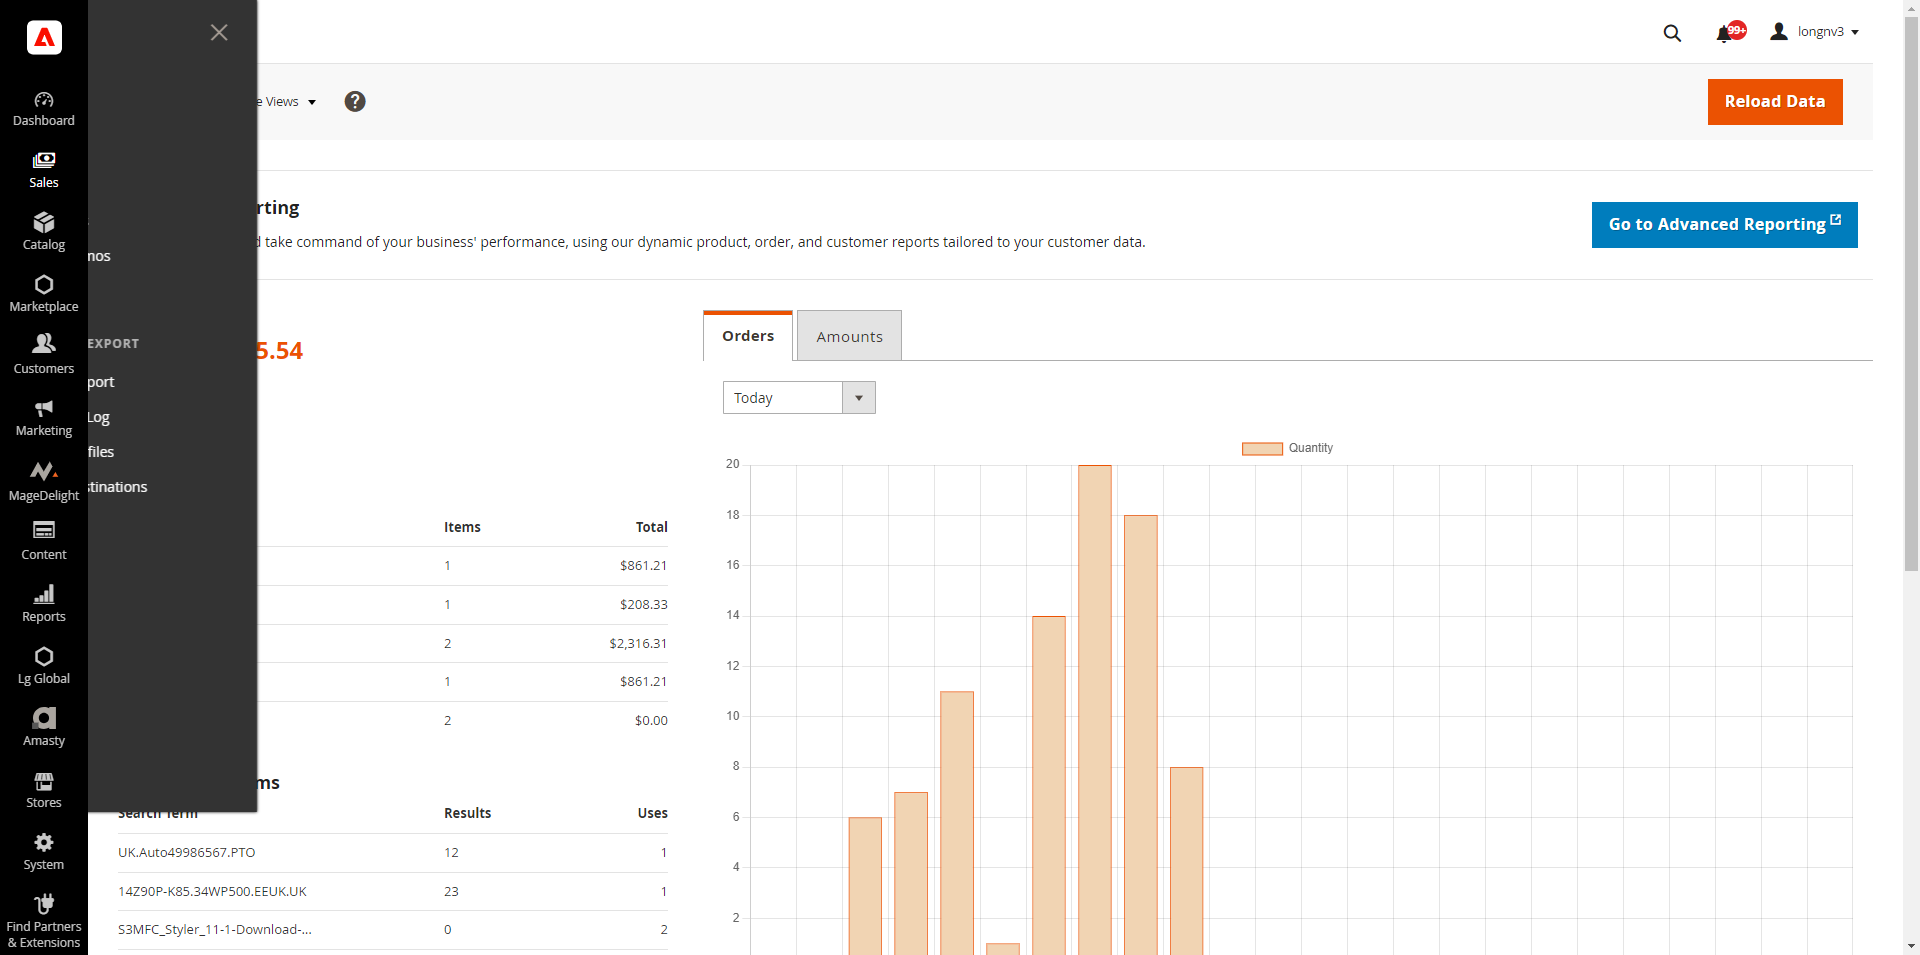 Dashboard
Sales
Catalog
Marketplace
Customers
Marketing
MageDelight
Content
Reports
Lg Global
Amasty
Stores
System
Find Partners
& Extensions
mos
EXPORT
port
Log
files
stinations
99+
longnv3
e Views
?
Reload Data
rting
d take command of your business' performance, using our dynamic product, order, and customer reports tailored to your customer data.
Go to Advanced Reporting
5.54
Orders
Amounts
Today
Quantity
20
18
16
14
12
10
8
6
4
2
Items Total
1 $861.21
1 $208.33
2 $2,316.31
1 $861.21
2 $0.00
ms
Search Term Results Uses
UK.Auto49986567.PTO 12 1
14Z90P-K85.34WP500.EEUK.UK 23 1
S3MFC_Styler_11-1-Download-... 0 2